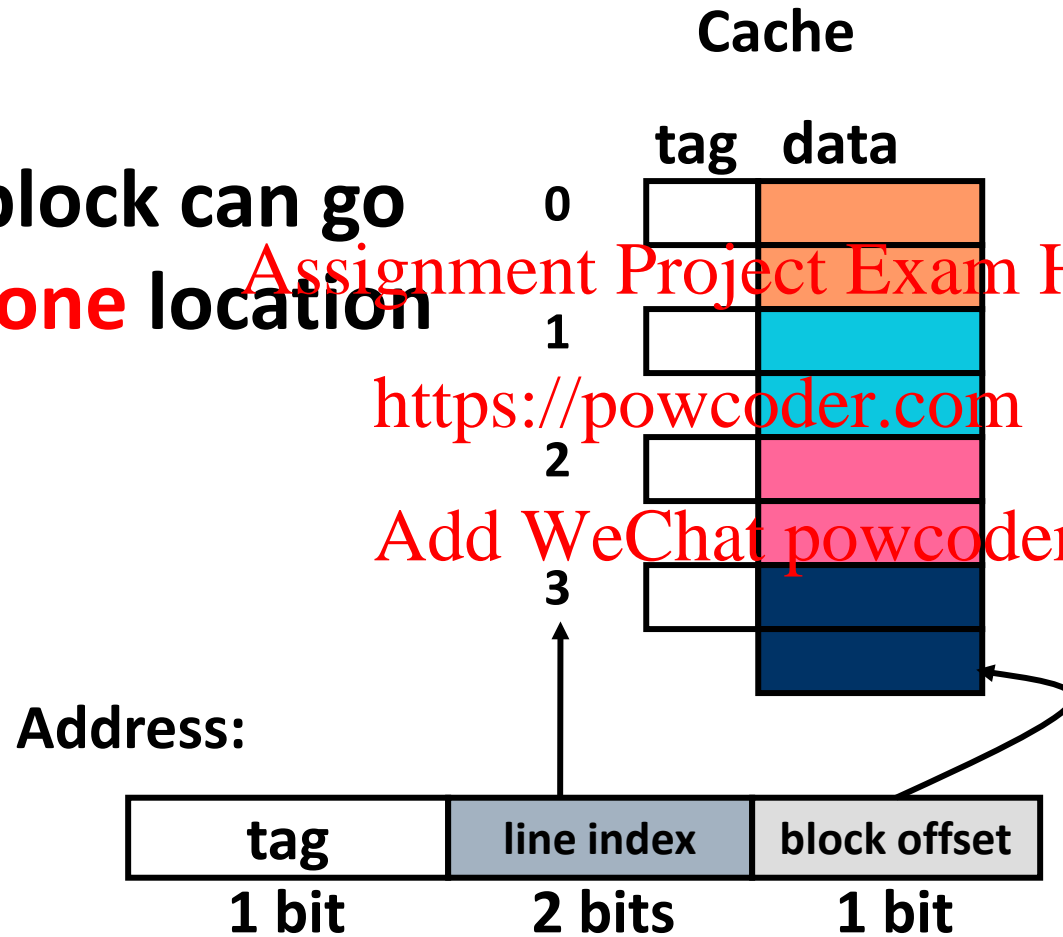 Cache
tag data
block can go
one location
0
1
2
3
Assignment Project Exam H
https://powcoder.com
Add WeChat powcoder
Address:
tag line index block offset
1 bit 2 bits 1 bit